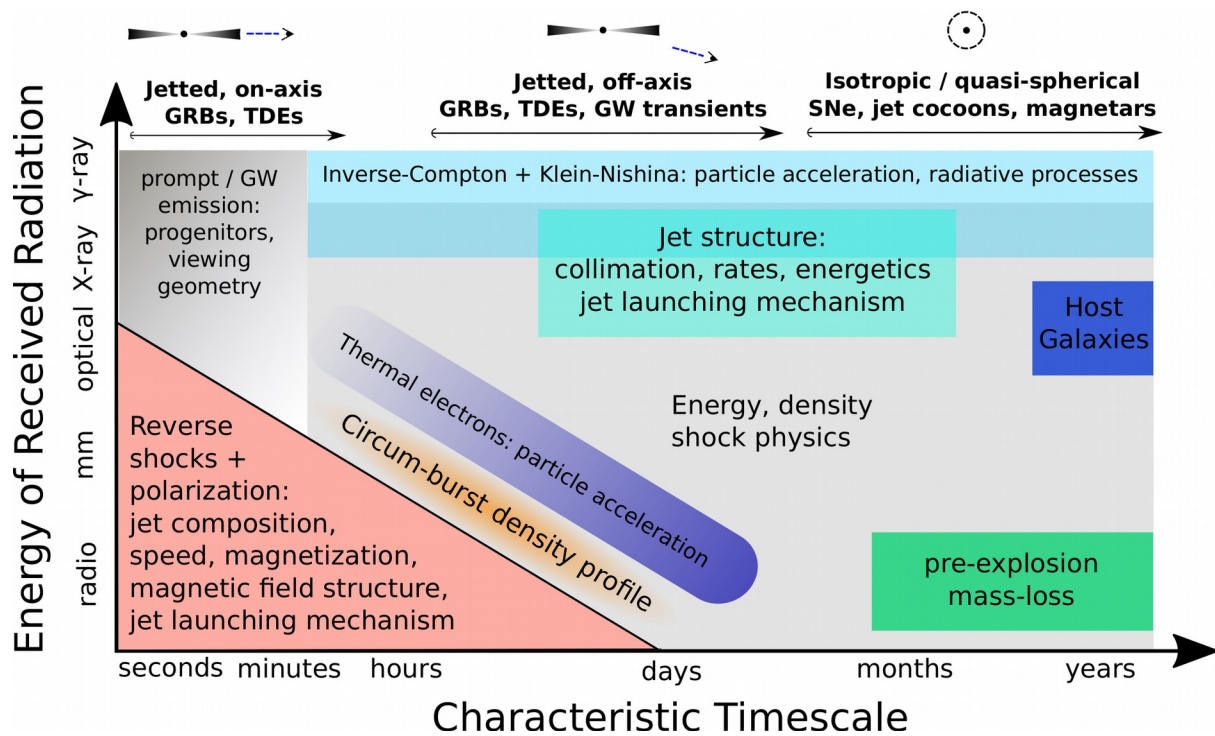 Jetted, on-axis
GRBs, TDEs
Jetted, off-axis
GRBs, TDEs, GW transients
Isotropic / quasi-spherical
SNe, jet cocoons, magnetars
Energy of Received Radiation
γ-ray
X-ray
optical
mm
radio
prompt / GW
emission:
progenitors,
viewing
geometry
Inverse-Compton + Klein-Nishina: particle acceleration, radiative processes
Jet structure:
collimation, rates, energetics
jet launching mechanism
Host
Galaxies
Thermal electrons: particle acceleration
Circum-burst density profile
Energy, density
shock physics
Reverse
shocks +
polarization:
jet composition,
speed, magnetization,
magnetic field structure,
jet launching mechanism
pre-explosion
mass-loss
seconds minutes hours days months years
Characteristic Timescale